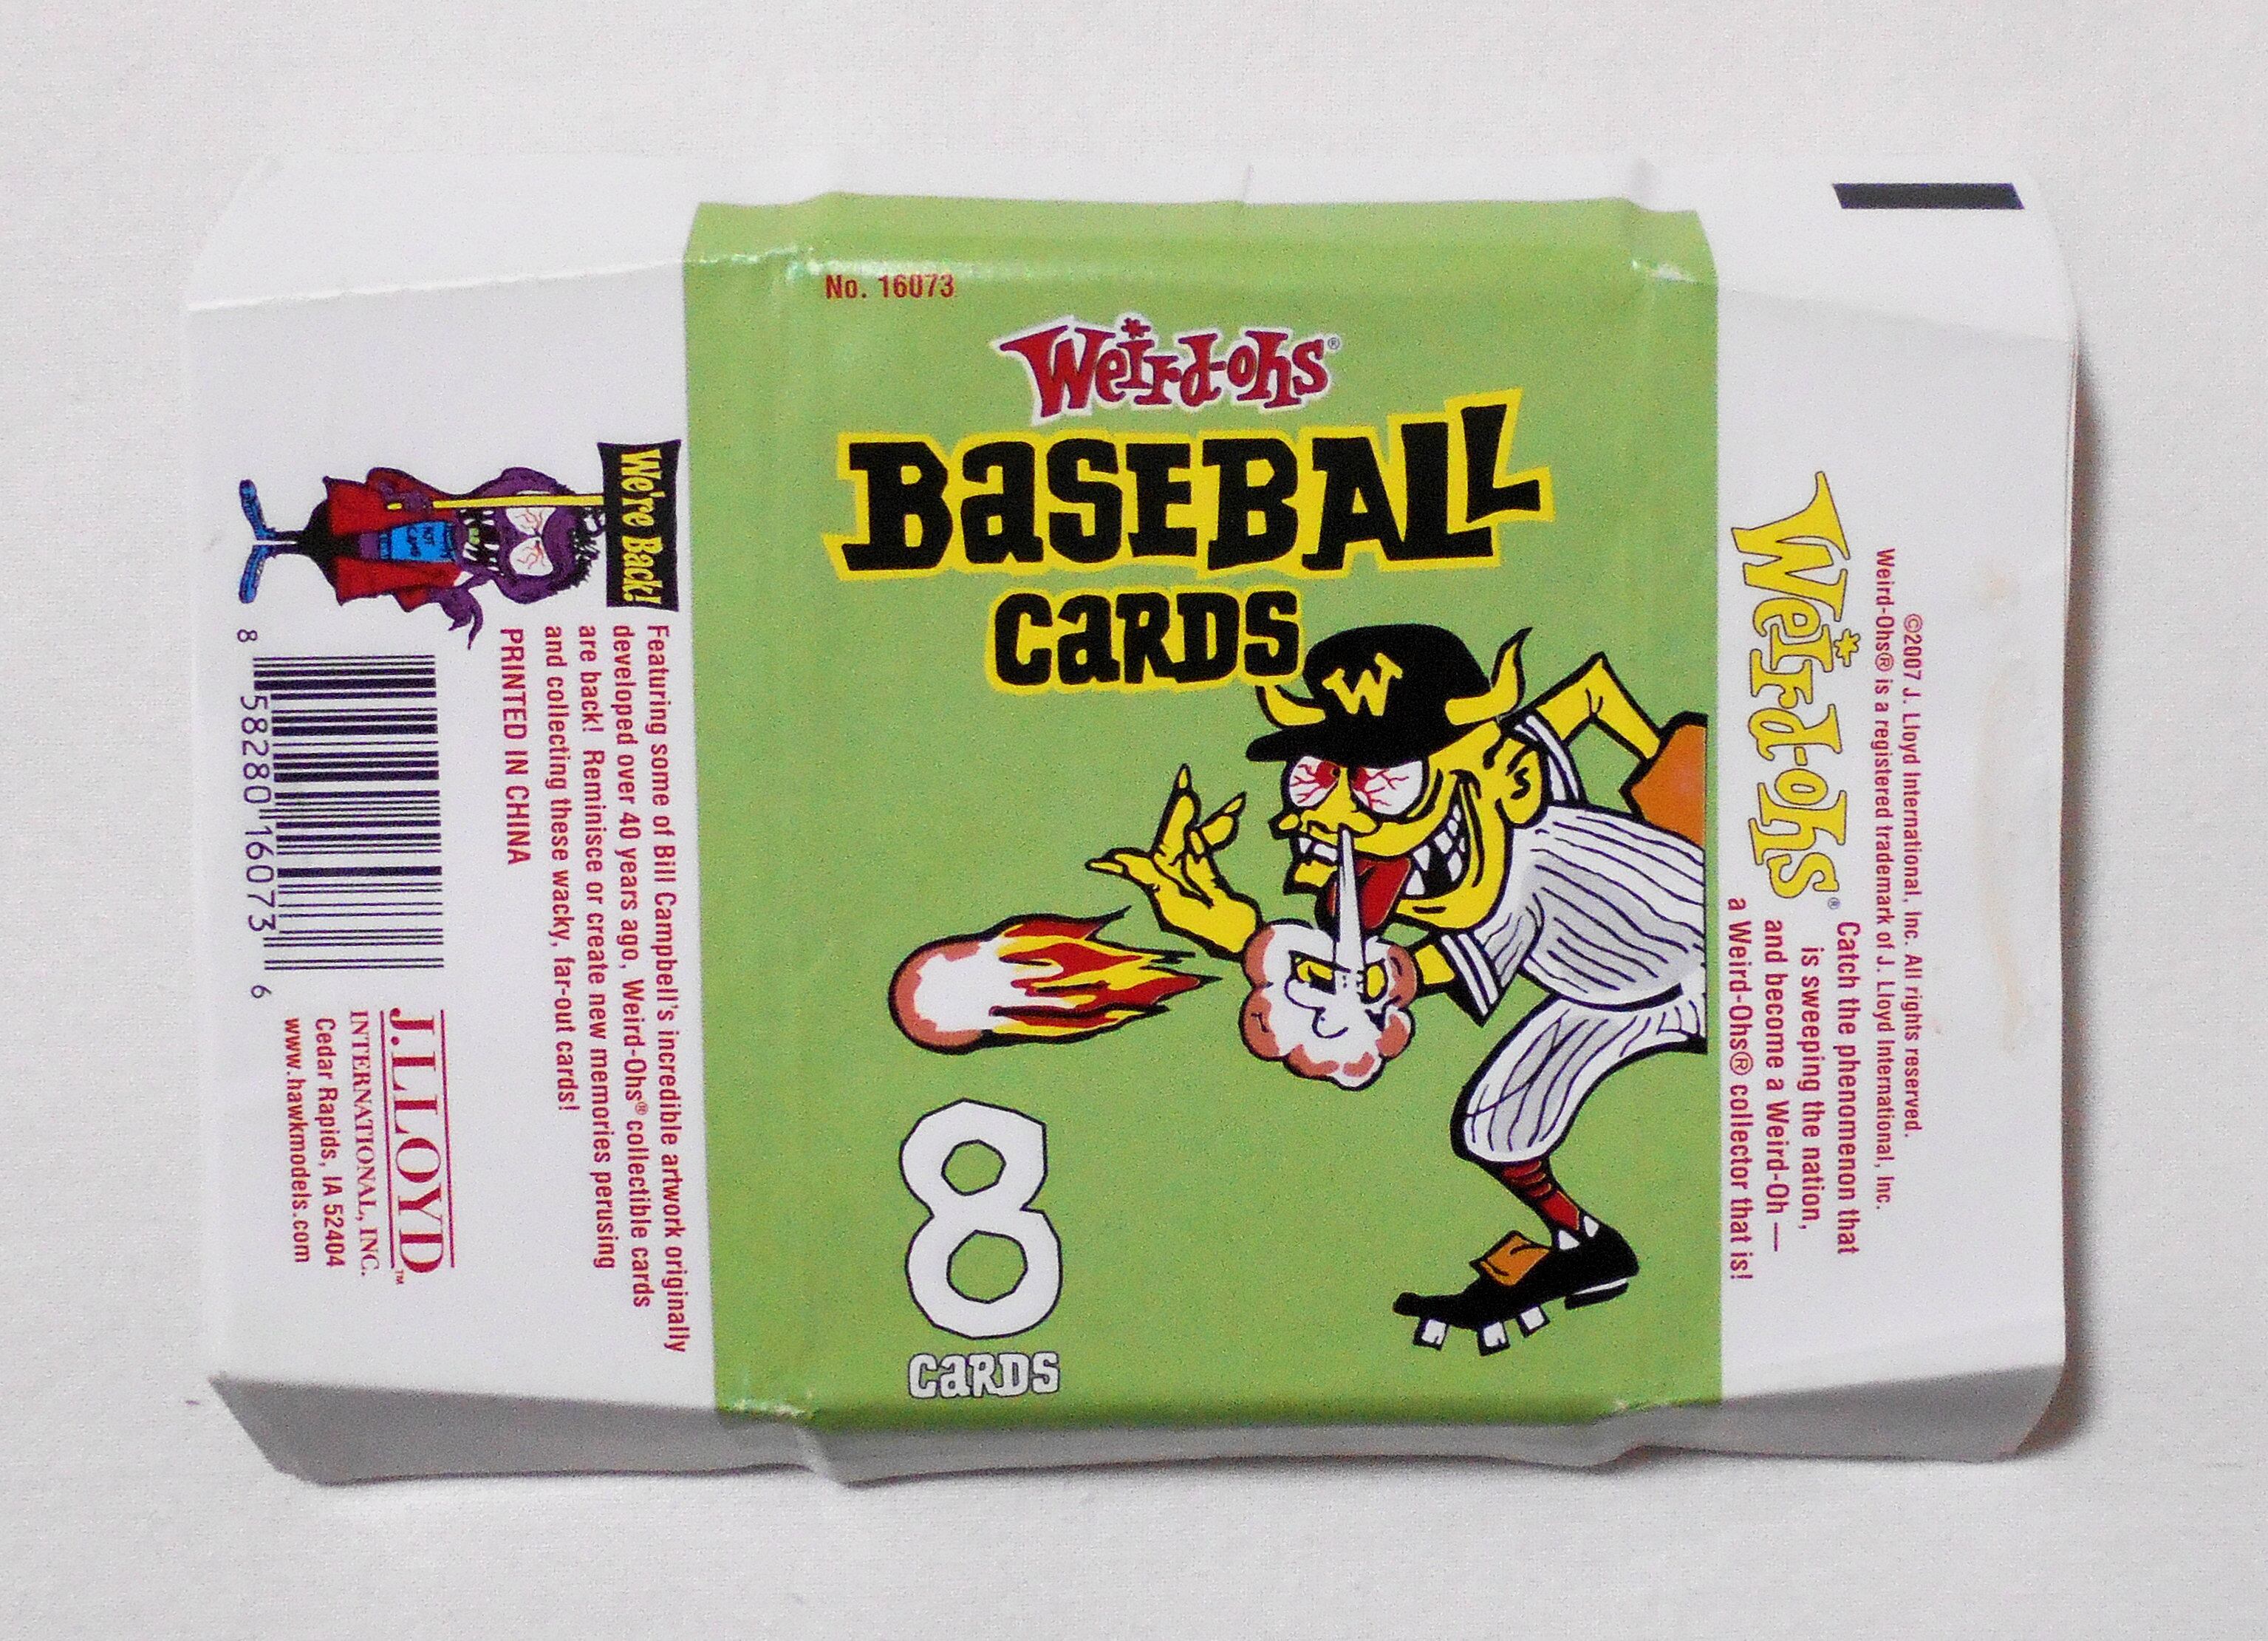 No. 16073
Weird-ohs®
BaseBALL
CaRDS
W
8
CaRDS
We're Back!
Featuring some of Bill Campbell's incredible artwork originally
developed over 40 years ago, Weird-Ohs® collectible cards
are back! Reminisce or create new memories perusing
and collecting these wacky, far-out cards!
PRINTED IN CHINA
8 58280 16073 6
J.LLOYD™
INTERNATIONAL, INC.
Cedar Rapids, IA 52404
www.hawkmodels.com
©2007 J. Lloyd International, Inc. All rights reserved.
Weird-Ohs® is a registered trademark of J. Lloyd International, Inc.
Weird-ohs®
Catch the phenomenon that
is sweeping the nation,
and become a Weird-Oh —
a Weird-Ohs® collector that is!